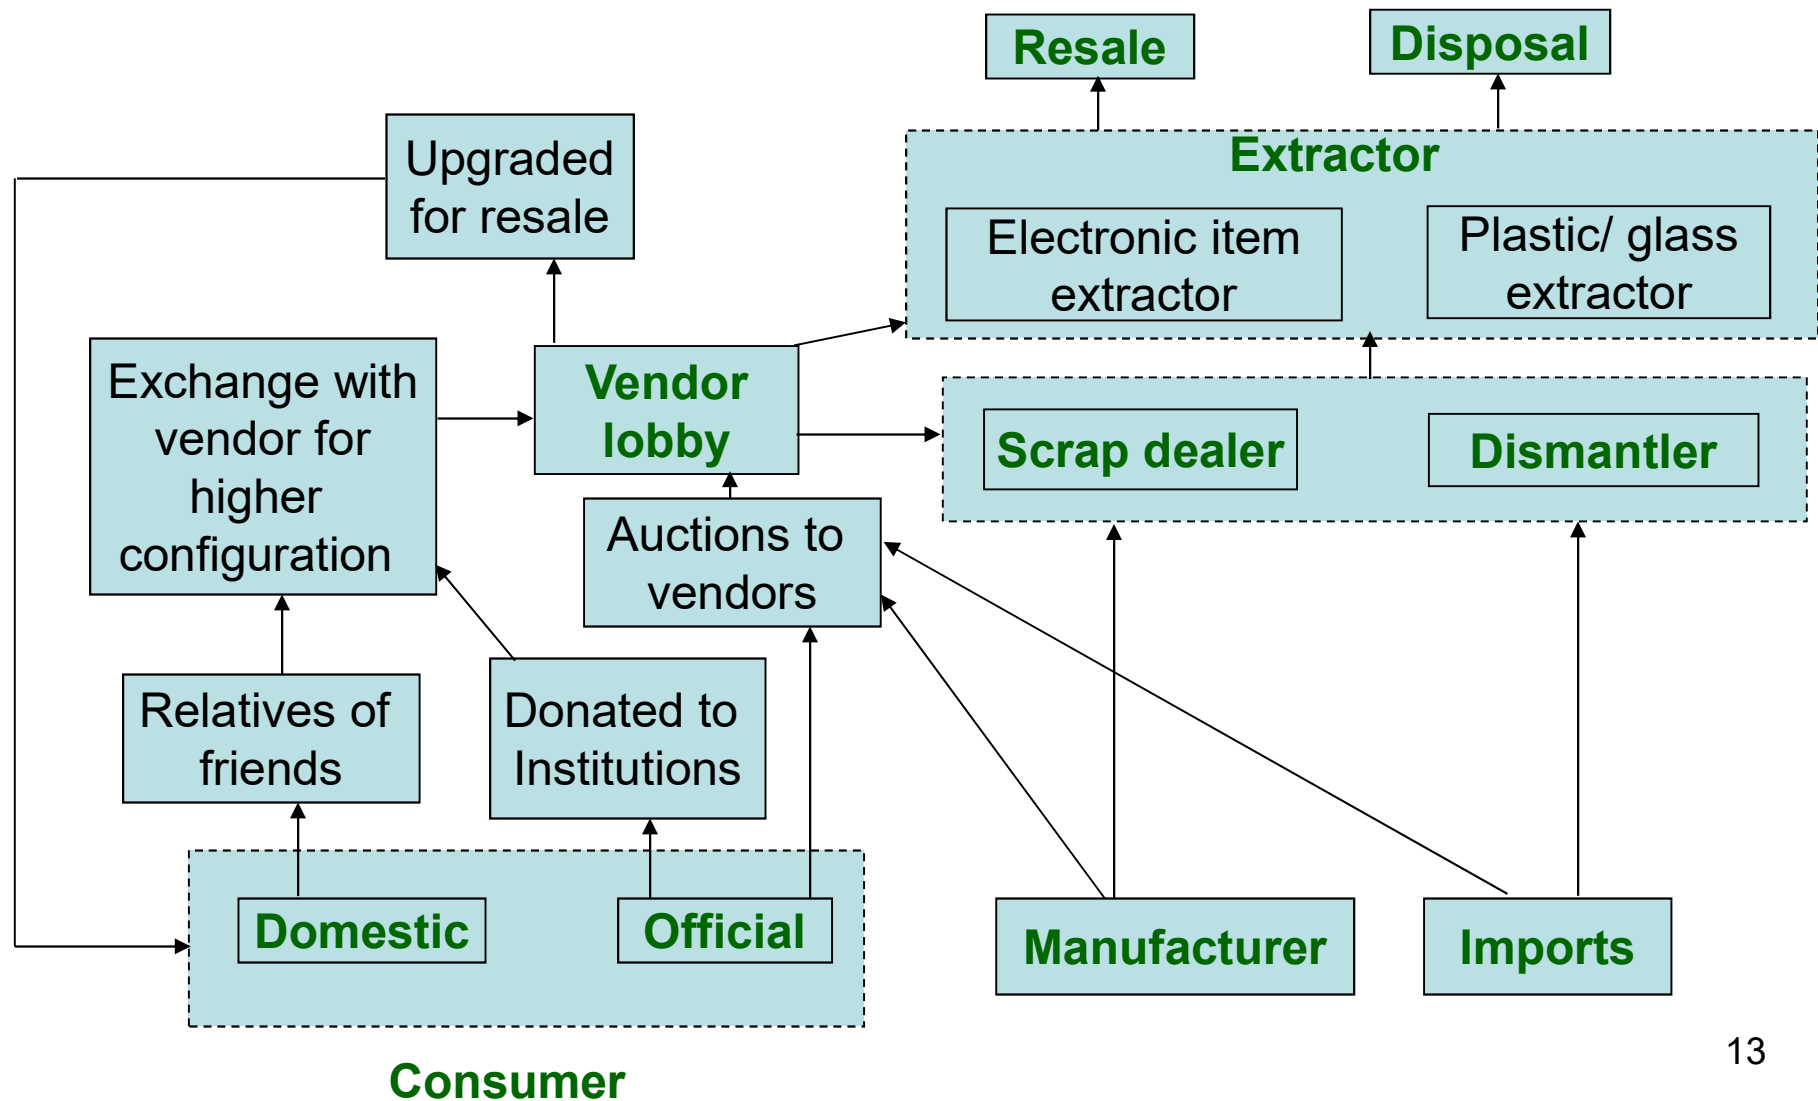 Resale
Disposal
Upgraded
for resale
Extractor
Electronic item
extractor
Plastic/ glass
extractor
Exchange with
vendor for
higher
configuration
Vendor
lobby
Scrap dealer
Dismantler
Auctions to
vendors
Relatives of
friends
Donated to
Institutions
Domestic
Official
Manufacturer
Imports
13
Consumer